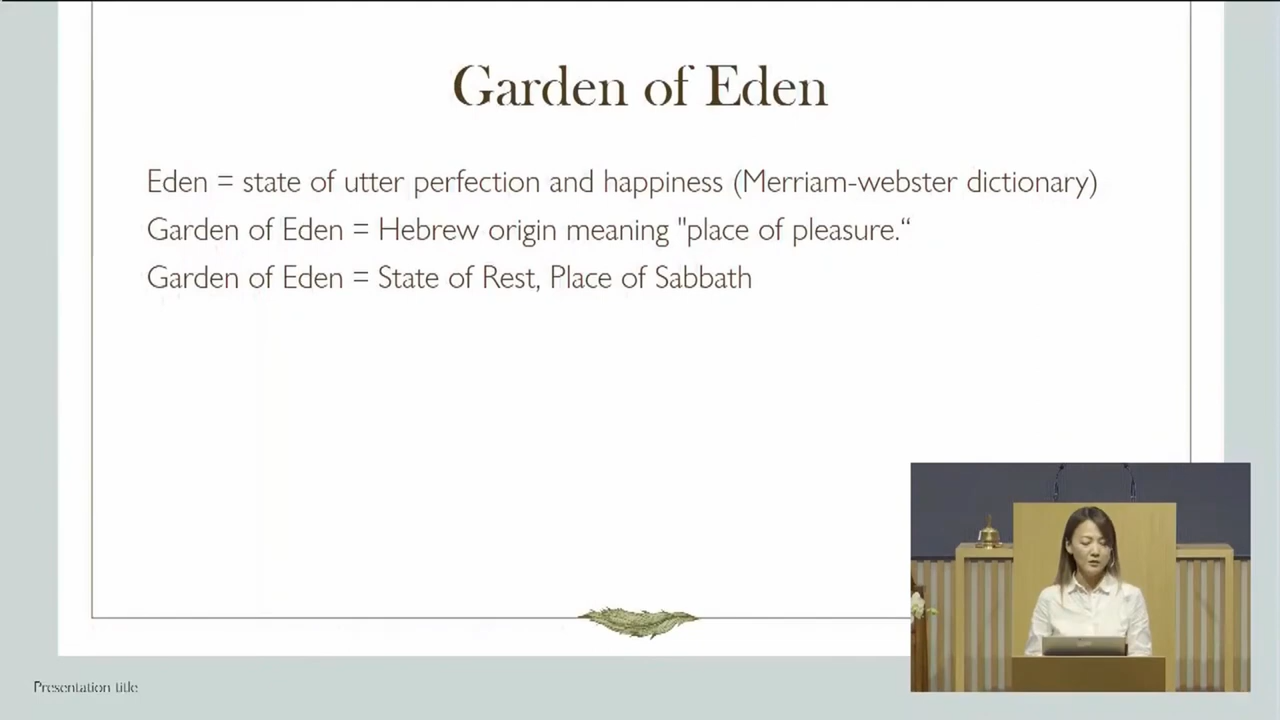 Garden of Eden
Eden = state of utter perfection and happiness (Merriam-webster dictionary)
Garden of Eden = Hebrew origin meaning "place of pleasure.“
Garden of Eden = State of Rest, Place of Sabbath
Presentation title